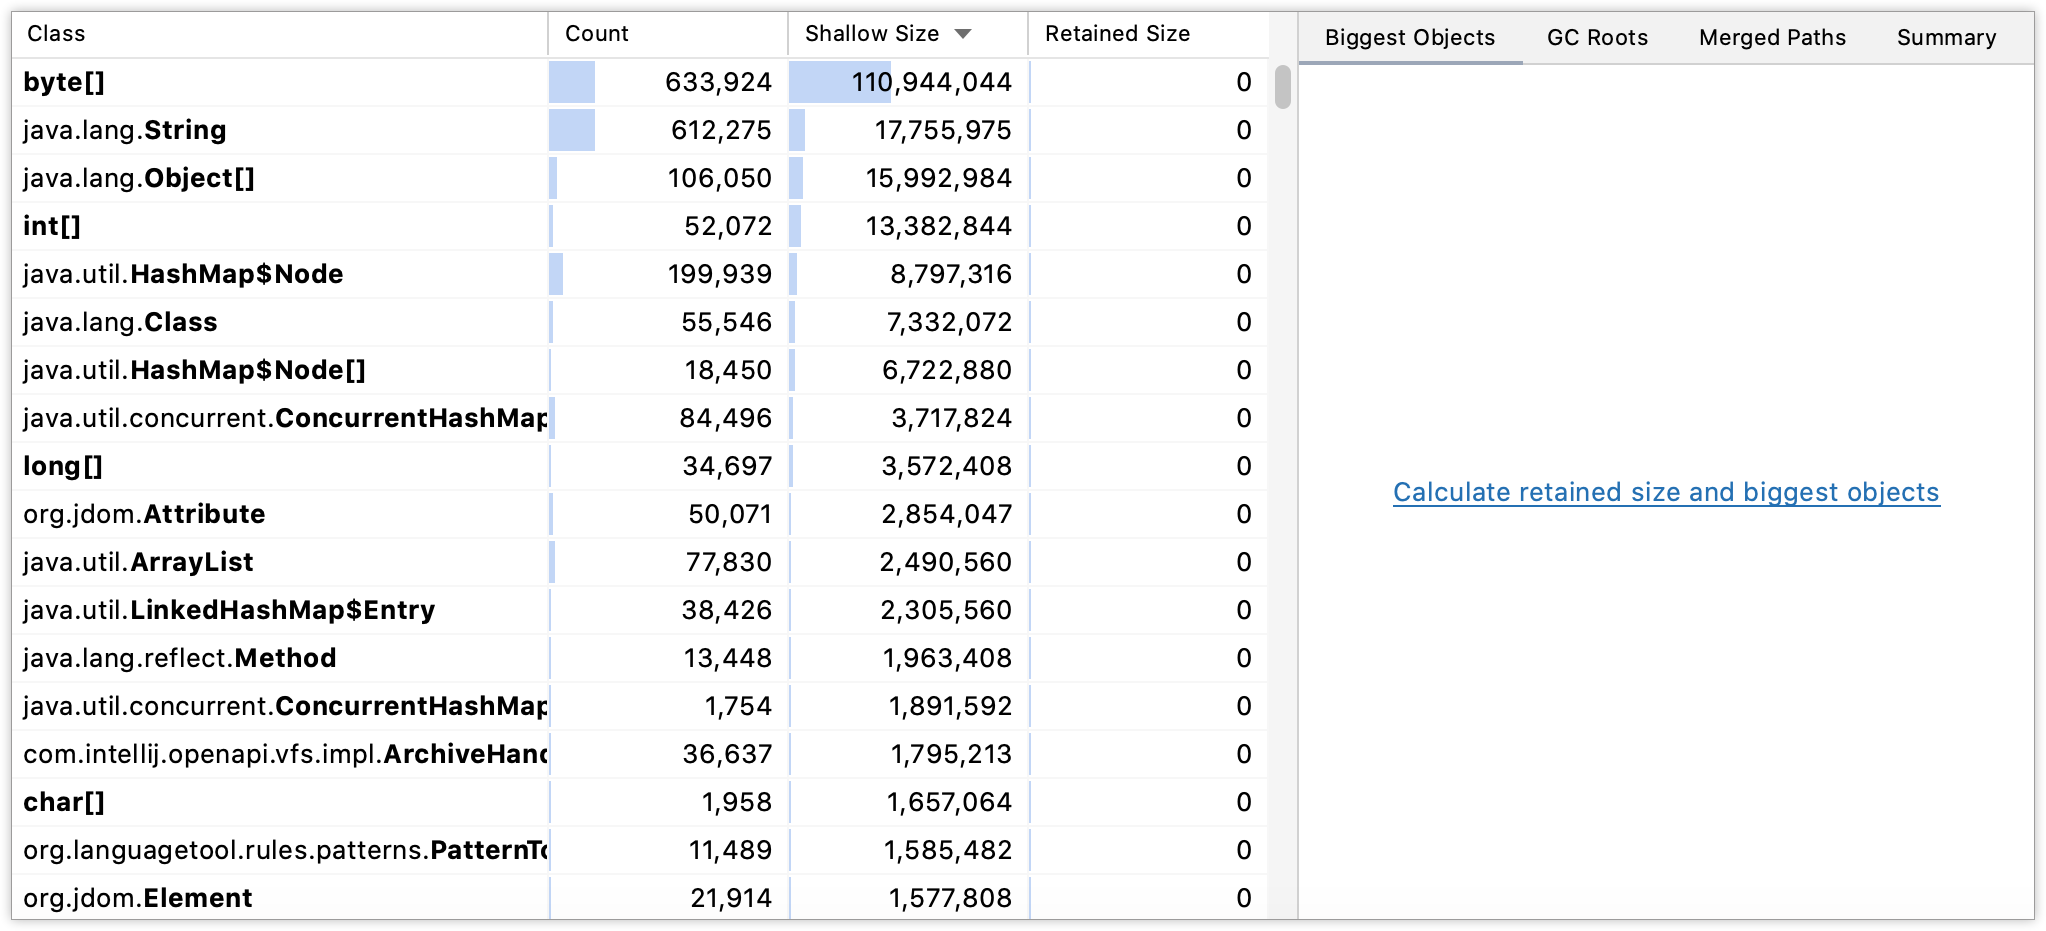 Class Count Shallow Size Retained Size
byte[] 633,924 110,944,044 0
java.lang.String 612,275 17,755,975 0
java.lang.Object[] 106,050 15,992,984 0
int[] 52,072 13,382,844 0
java.util.HashMap$Node 199,939 8,797,316 0
java.lang.Class 55,546 7,332,072 0
java.util.HashMap$Node[] 18,450 6,722,880 0
java.util.concurrent.ConcurrentHashMap 84,496 3,717,824 0
long[] 34,697 3,572,408 0
org.jdom.Attribute 50,071 2,854,047 0
java.util.ArrayList 77,830 2,490,560 0
java.util.LinkedHashMap$Entry 38,426 2,305,560 0
java.lang.reflect.Method 13,448 1,963,408 0
java.util.concurrent.ConcurrentHashMap 1,754 1,891,592 0
com.intellij.openapi.vfs.impl.ArchiveHand 36,637 1,795,213 0
char[] 1,958 1,657,064 0
org.languagetool.rules.patterns.PatternTo 11,489 1,585,482 0
org.jdom.Element 21,914 1,577,808 0
Biggest Objects GC Roots Merged Paths Summary
Calculate retained size and biggest objects